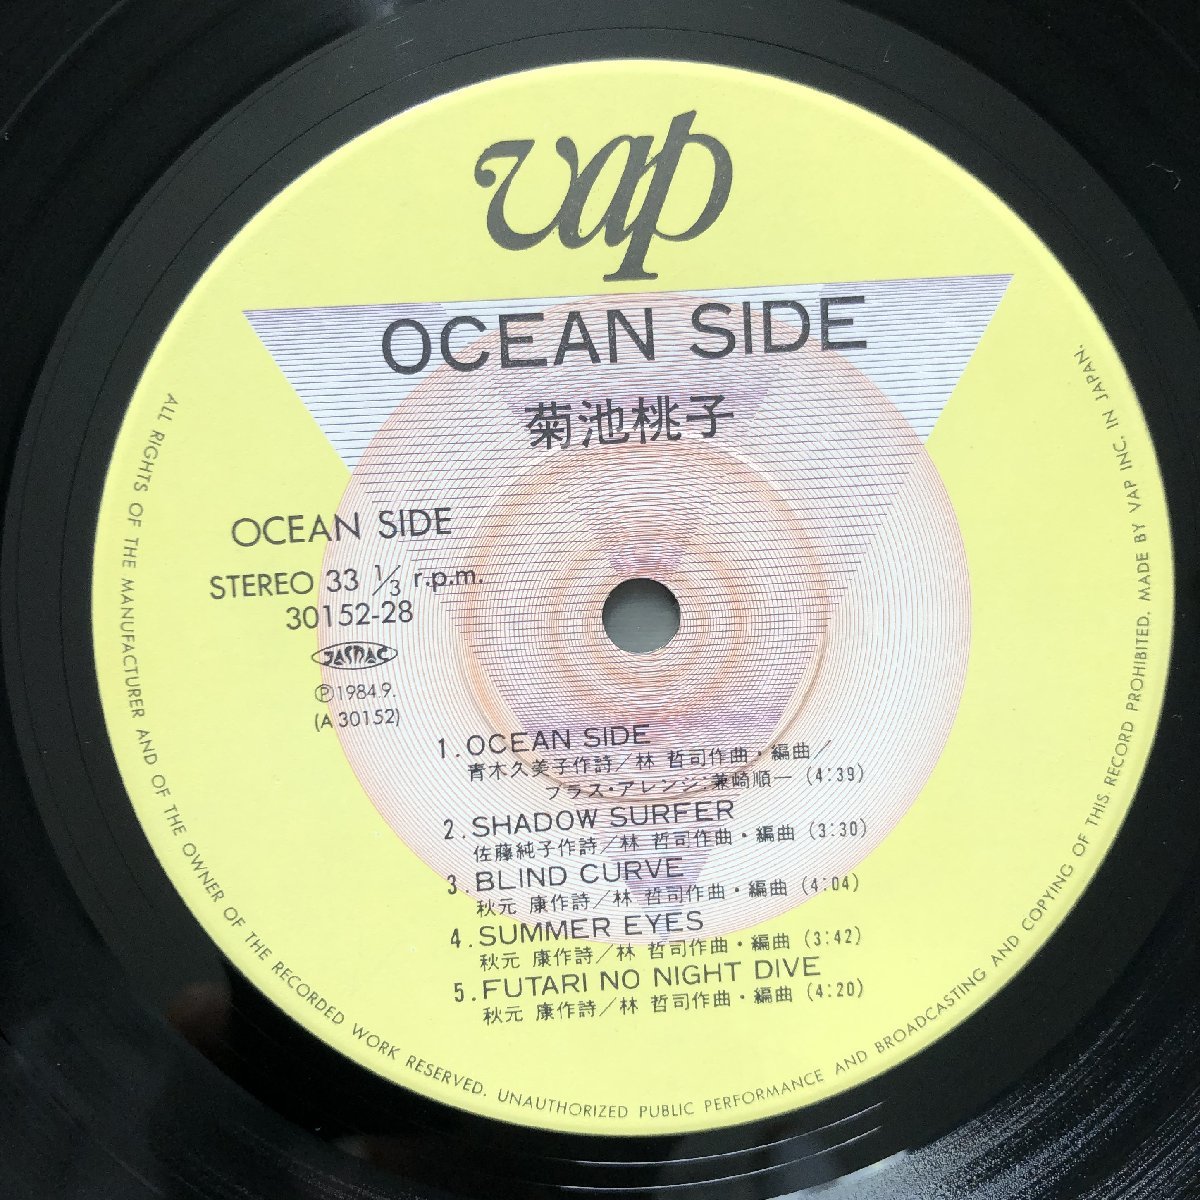 vap
OCEAN SIDE
菊池桃子
OCEAN SIDE
STEREO 33 1/3 r.p.m.
30152-28
JASRAC
Ⓟ1984.9.
(A 30152)
1. OCEAN SIDE
青木久美子作詩／林 哲司作曲・編曲／
ブラス・アレンジ：兼崎順一 (4:39)
2. SHADOW SURFER
佐藤純子作詩／林 哲司作曲・編曲 (3:30)
3. BLIND CURVE
秋元 康作詩／林 哲司作曲・編曲 (4:04)
4. SUMMER EYES
秋元 康作詩／林 哲司作曲・編曲 (3:42)
5. FUTARI NO NIGHT DIVE
秋元 康作詩／林 哲司作曲・編曲 (4:20)
ALL RIGHTS OF THE MANUFACTURER AND OF THE OWNER OF THE RECORDED WORK RESERVED. UNAUTHORIZED PUBLIC PERFORMANCE AND BROADCASTING AND COPYING OF THIS RECORD PROHIBITED. MADE BY VAP INC. IN JAPAN.